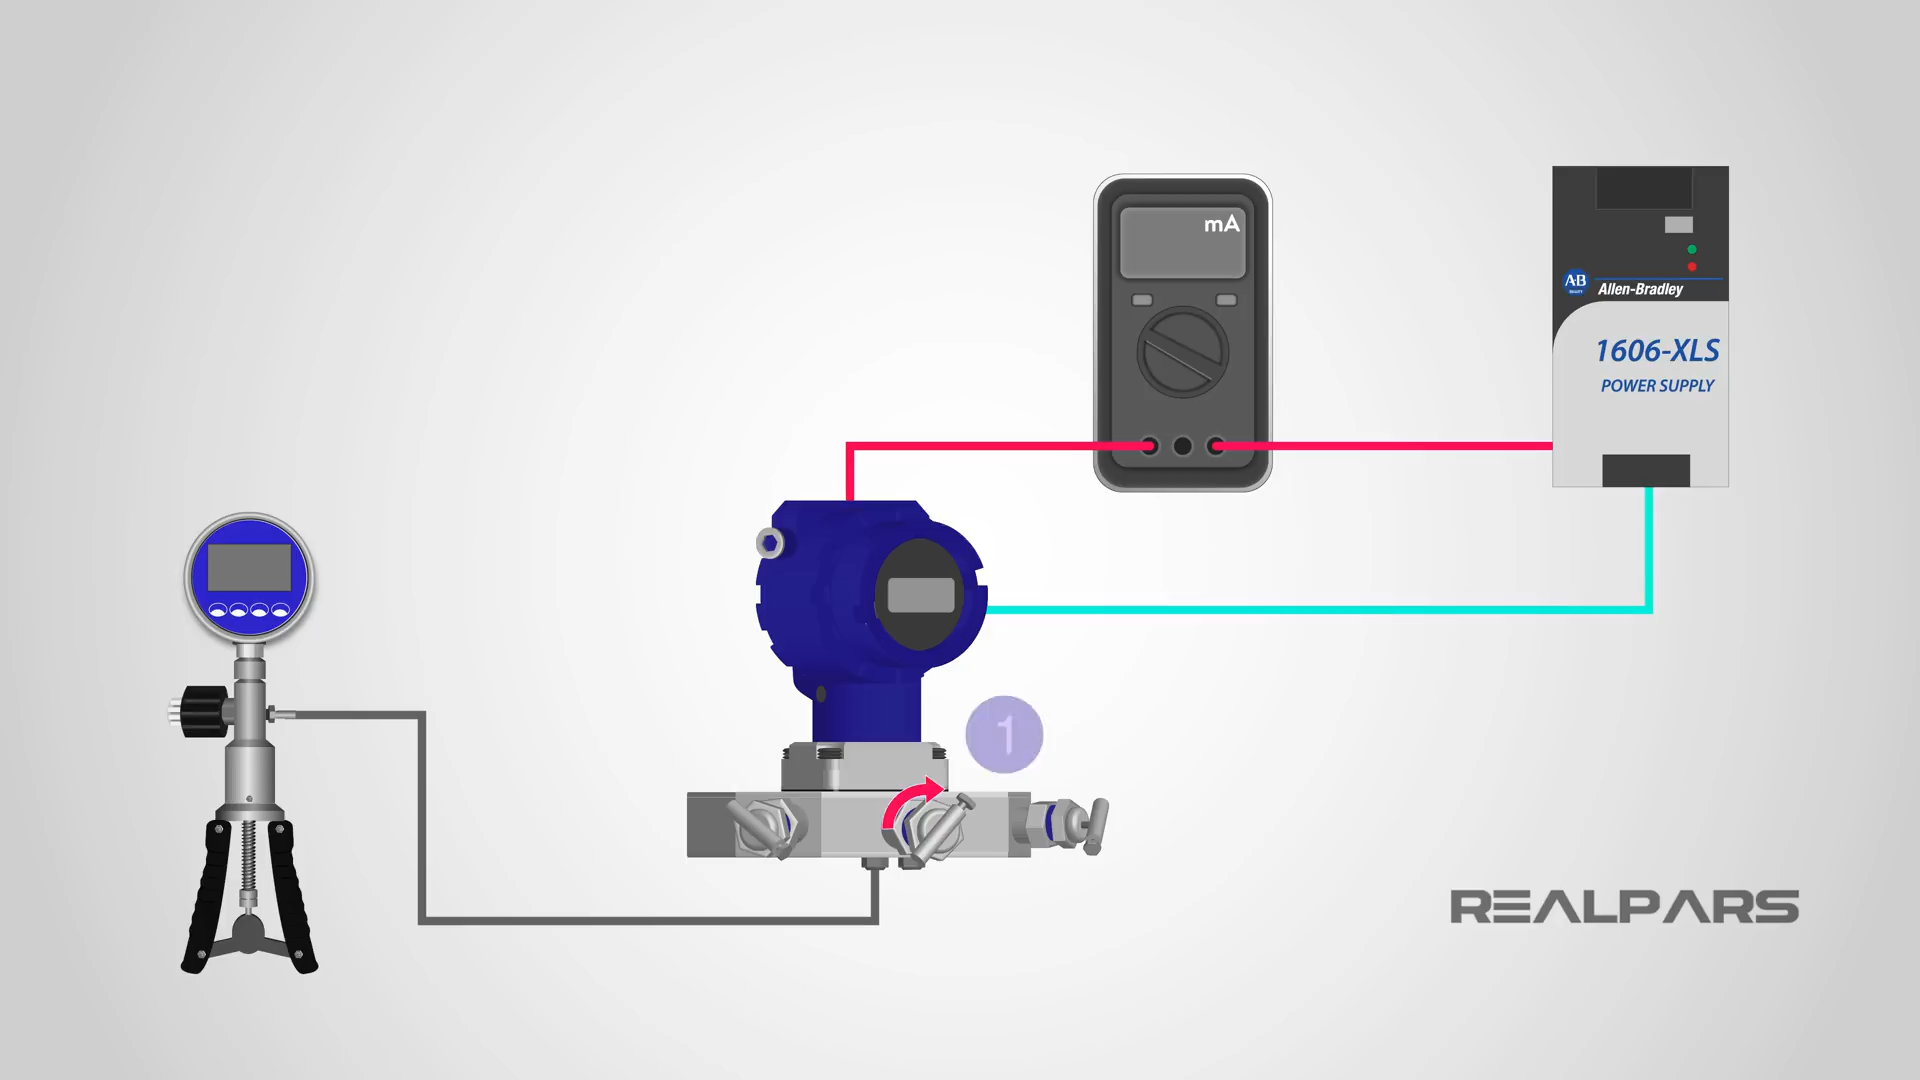 mA
AB
Allen-Bradley
1606-XLS
POWER SUPPLY
1
REALPARS